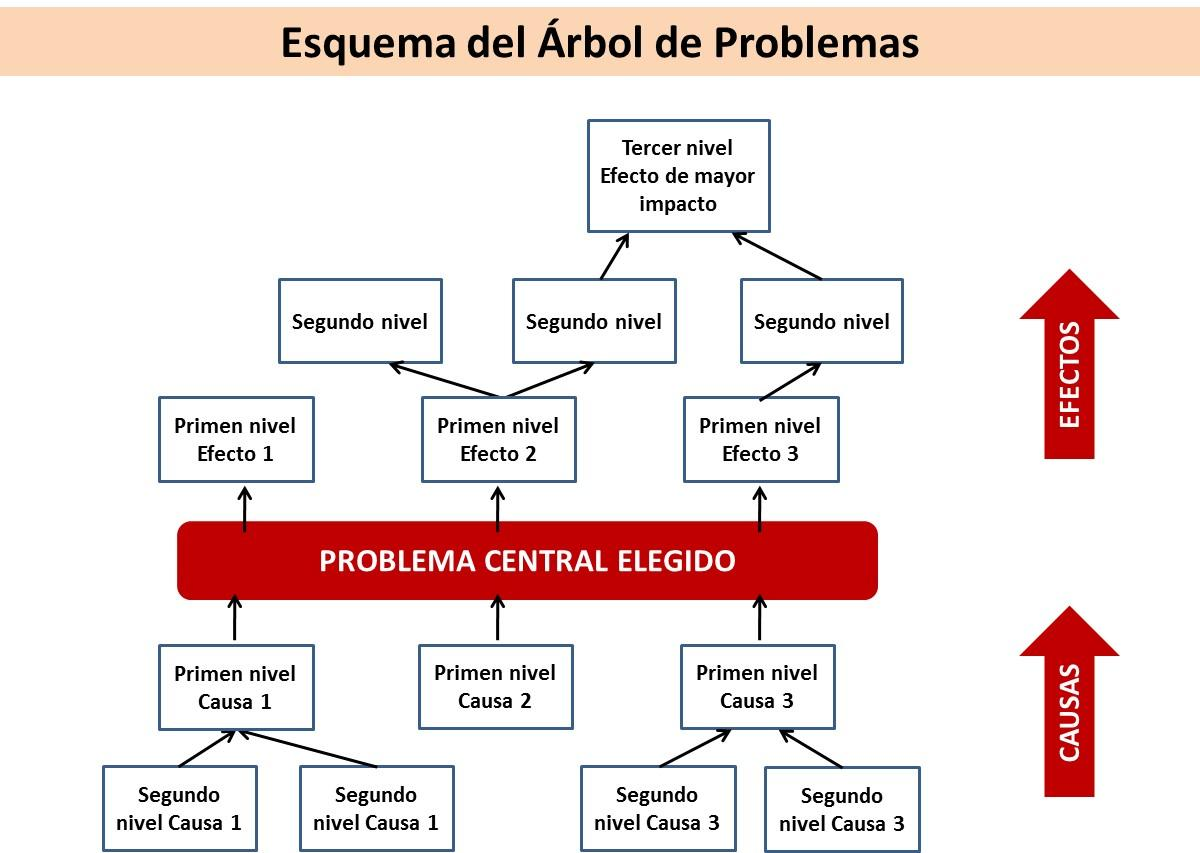 Esquema del Árbol de Problemas
Tercer nivel
Efecto de mayor
impacto
Segundo nivel
Segundo nivel
Segundo nivel
Primen nivel
Efecto 1
Primen nivel
Efecto 2
Primen nivel
Efecto 3
EFECTOS
PROBLEMA CENTRAL ELEGIDO
Primen nivel
Causa 1
Primen nivel
Causa 2
Primen nivel
Causa 3
CAUSAS
Segundo
nivel Causa 1
Segundo
nivel Causa 1
Segundo
nivel Causa 3
Segundo
nivel Causa 3